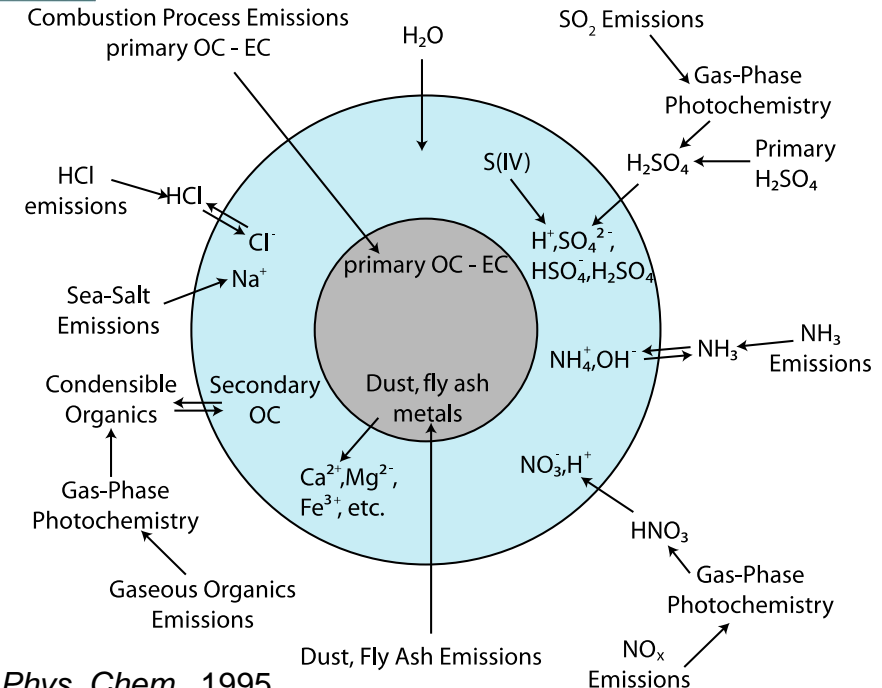 Combustion Process Emissions
primary OC - EC
H₂O
SO₂ Emissions
Gas-Phase
Photochemistry
Primary
H₂SO₄
H₂SO₄
S(IV)
HCl
emissions
HCl
Cl⁻
Na⁺
H⁺,SO₄²⁻,
HSO₄⁻,H₂SO₄
primary OC - EC
Sea-Salt
Emissions
NH₄⁺,OH⁻
NH₃
NH₃
Emissions
Condensible
Organics
Secondary
OC
Dust, fly ash
metals
Ca²⁺,Mg²⁻,
Fe³⁺, etc.
NO₃⁻,H⁺
Gas-Phase
Photochemistry
HNO₃
Gaseous Organics
Emissions
Gas-Phase
Photochemistry
Dust, Fly Ash Emissions
NOₓ
Emissions
Phys. Chem. 1995